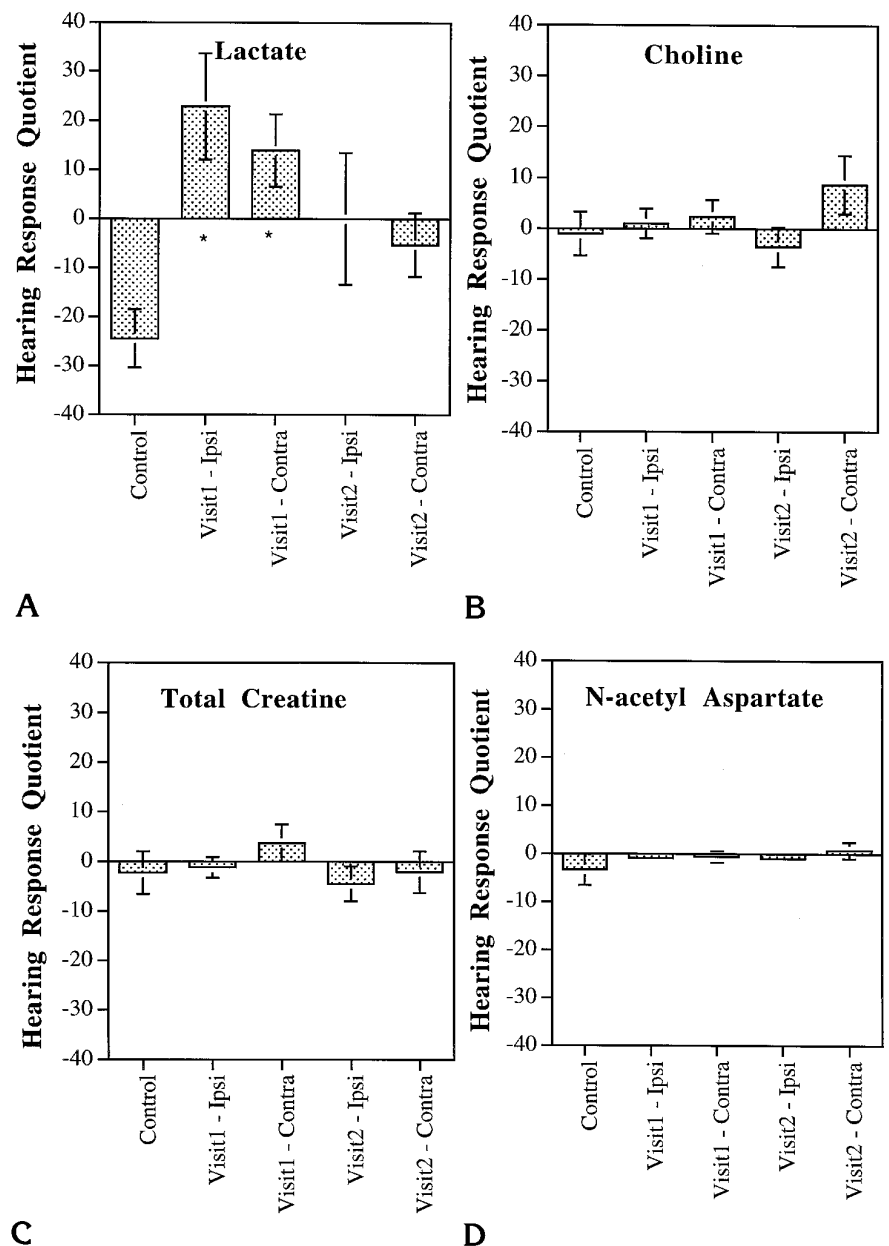 Lactate
Hearing Response Quotient
40
30
20
10
0
-10
-20
-30
-40
*
*
Control
Visit1 - Ipsi
Visit1 - Contra
Visit2 - Ipsi
Visit2 - Contra
A
Choline
Hearing Response Quotient
40
30
20
10
0
-10
-20
-30
-40
Control
Visit1 - Ipsi
Visit1 - Contra
Visit2 - Ipsi
Visit2 - Contra
B
Total Creatine
Hearing Response Quotient
40
30
20
10
0
-10
-20
-30
-40
Control
Visit1 - Ipsi
Visit1 - Contra
Visit2 - Ipsi
Visit2 - Contra
C
N-acetyl Aspartate
Hearing Response Quotient
40
30
20
10
0
-10
-20
-30
-40
Control
Visit1 - Ipsi
Visit1 - Contra
Visit2 - Ipsi
Visit2 - Contra
D